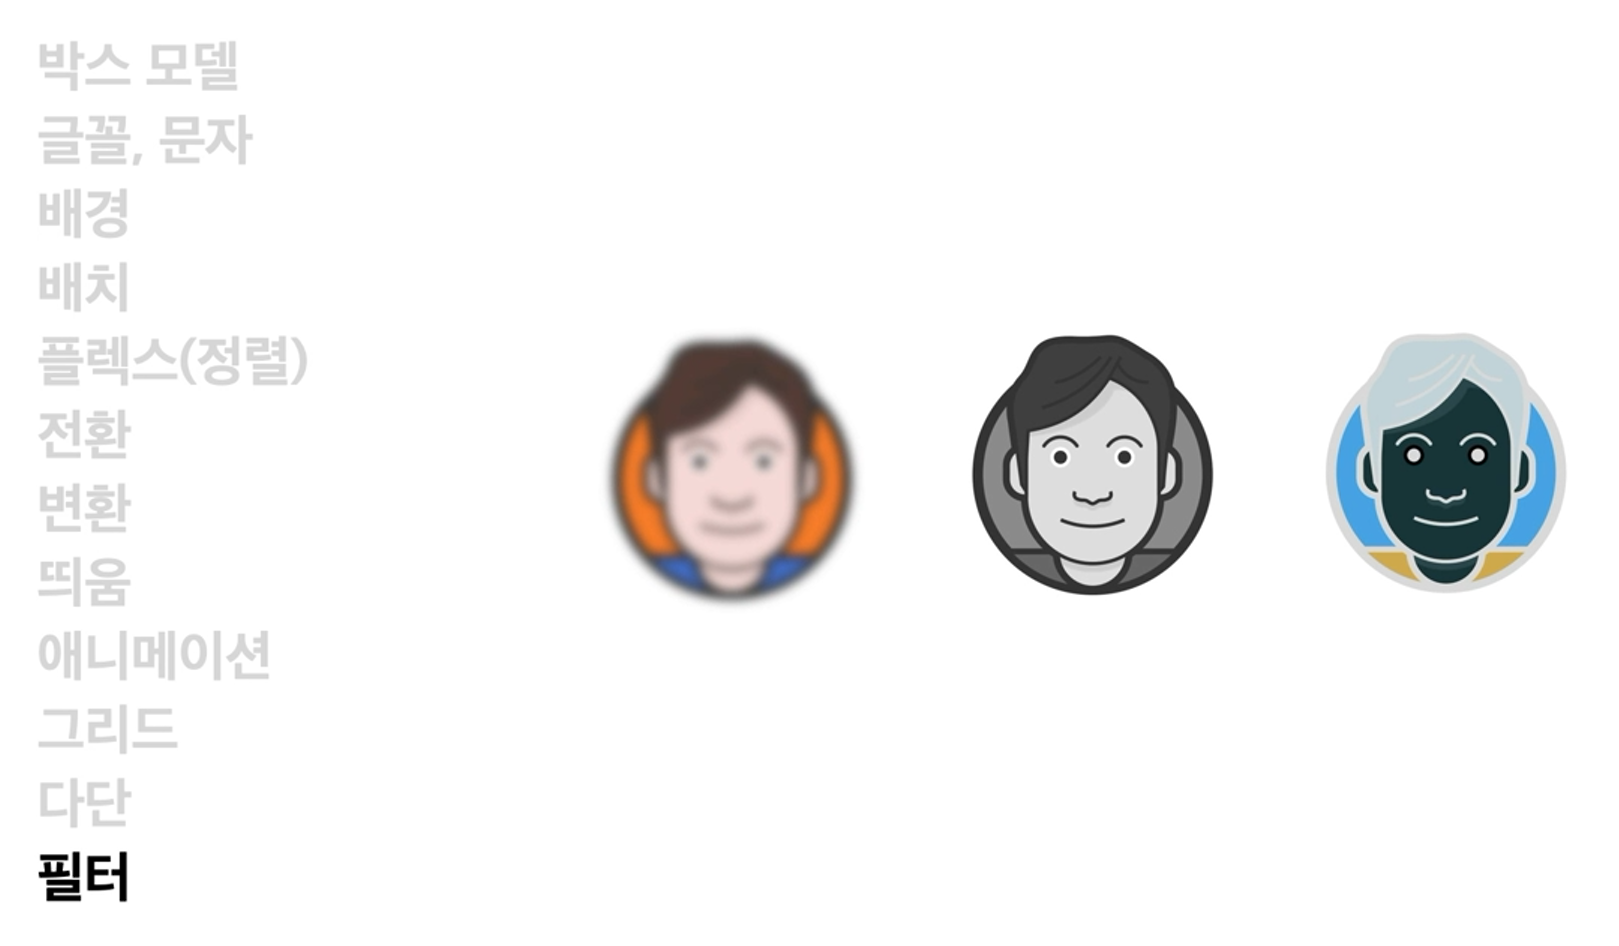 박스 모델
글꼴, 문자
배경
배치
플렉스(정렬)
전환
변환
띄움
애니메이션
그리드
다단
필터